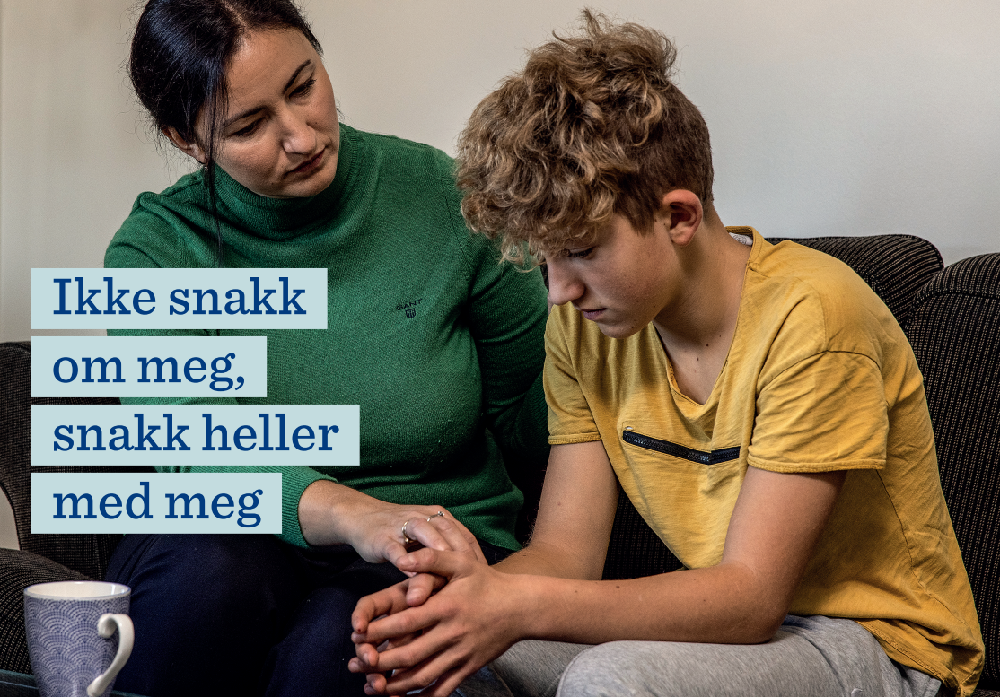 GANT
Ikke snakk
om meg,
snakk heller
med meg